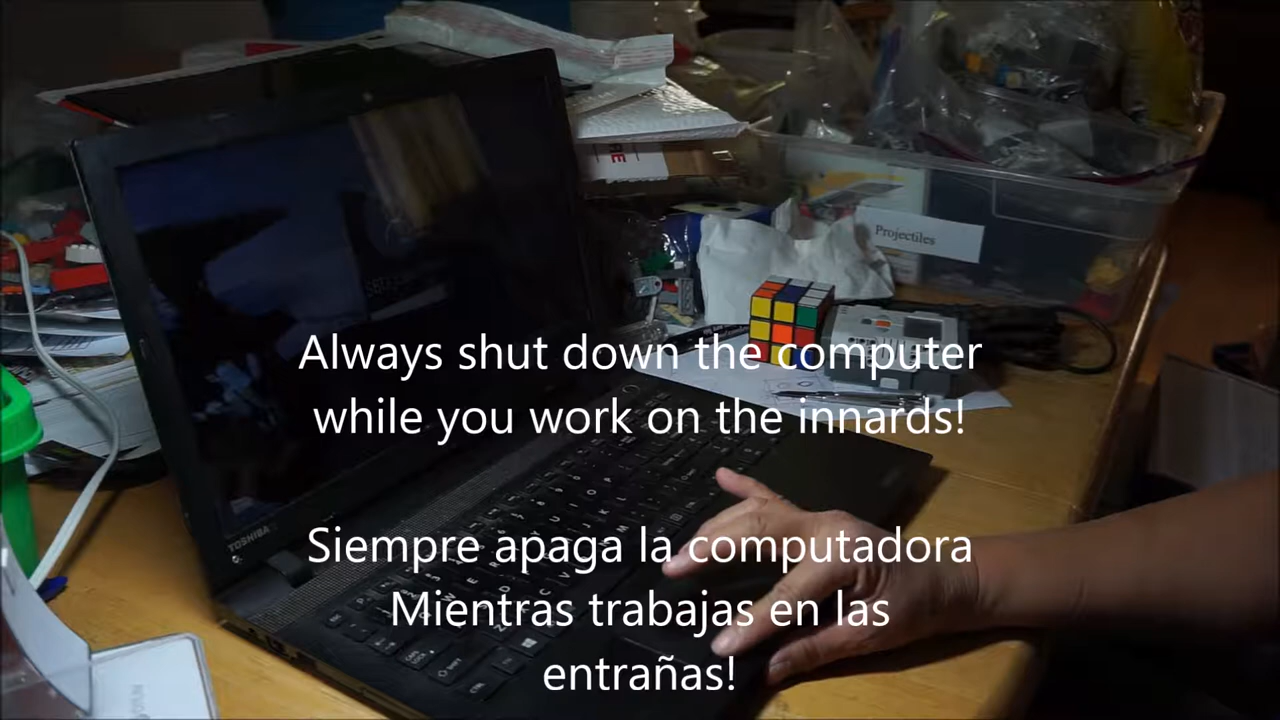 Projectiles
Always shut down the computer
while you work on the innards!
Siempre apaga la computadora
Mientras trabajas en las
entrañas!
TOSHIBA